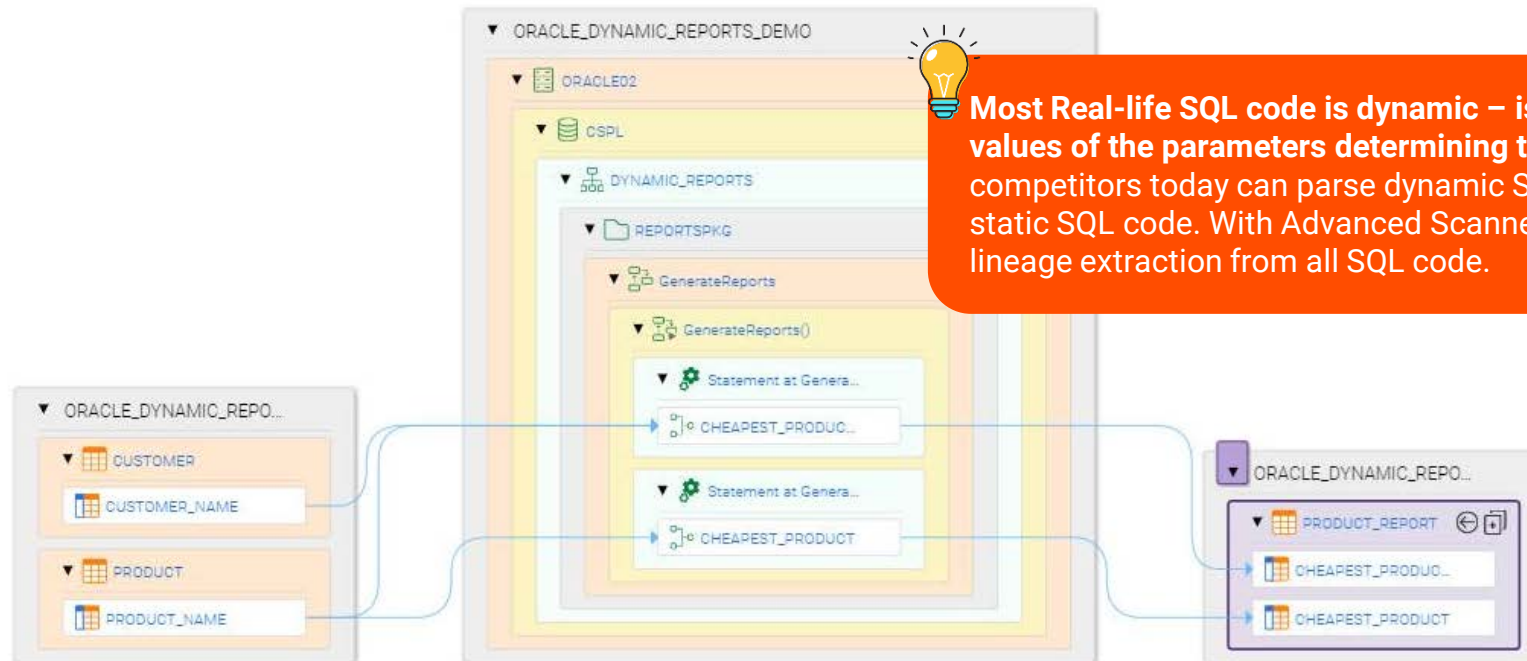 ORACLE_DYNAMIC_REPORTS_DEMO
ORACLE02
CSPL
DYNAMIC_REPORTS
REPORTSPKG
GenerateReports
GenerateReports()
Statement at Genera...
CHEAPEST_PRODUC...
Statement at Genera...
CHEAPEST_PRODUCT
Most Real-life SQL code is dynamic – is
values of the parameters determining t
competitors today can parse dynamic S
static SQL code. With Advanced Scanne
lineage extraction from all SQL code.
ORACLE_DYNAMIC_REPO...
CUSTOMER
CUSTOMER_NAME
PRODUCT
PRODUCT_NAME
ORACLE_DYNAMIC_REPO...
PRODUCT_REPORT
CHEAPEST_PRODUC...
CHEAPEST_PRODUCT